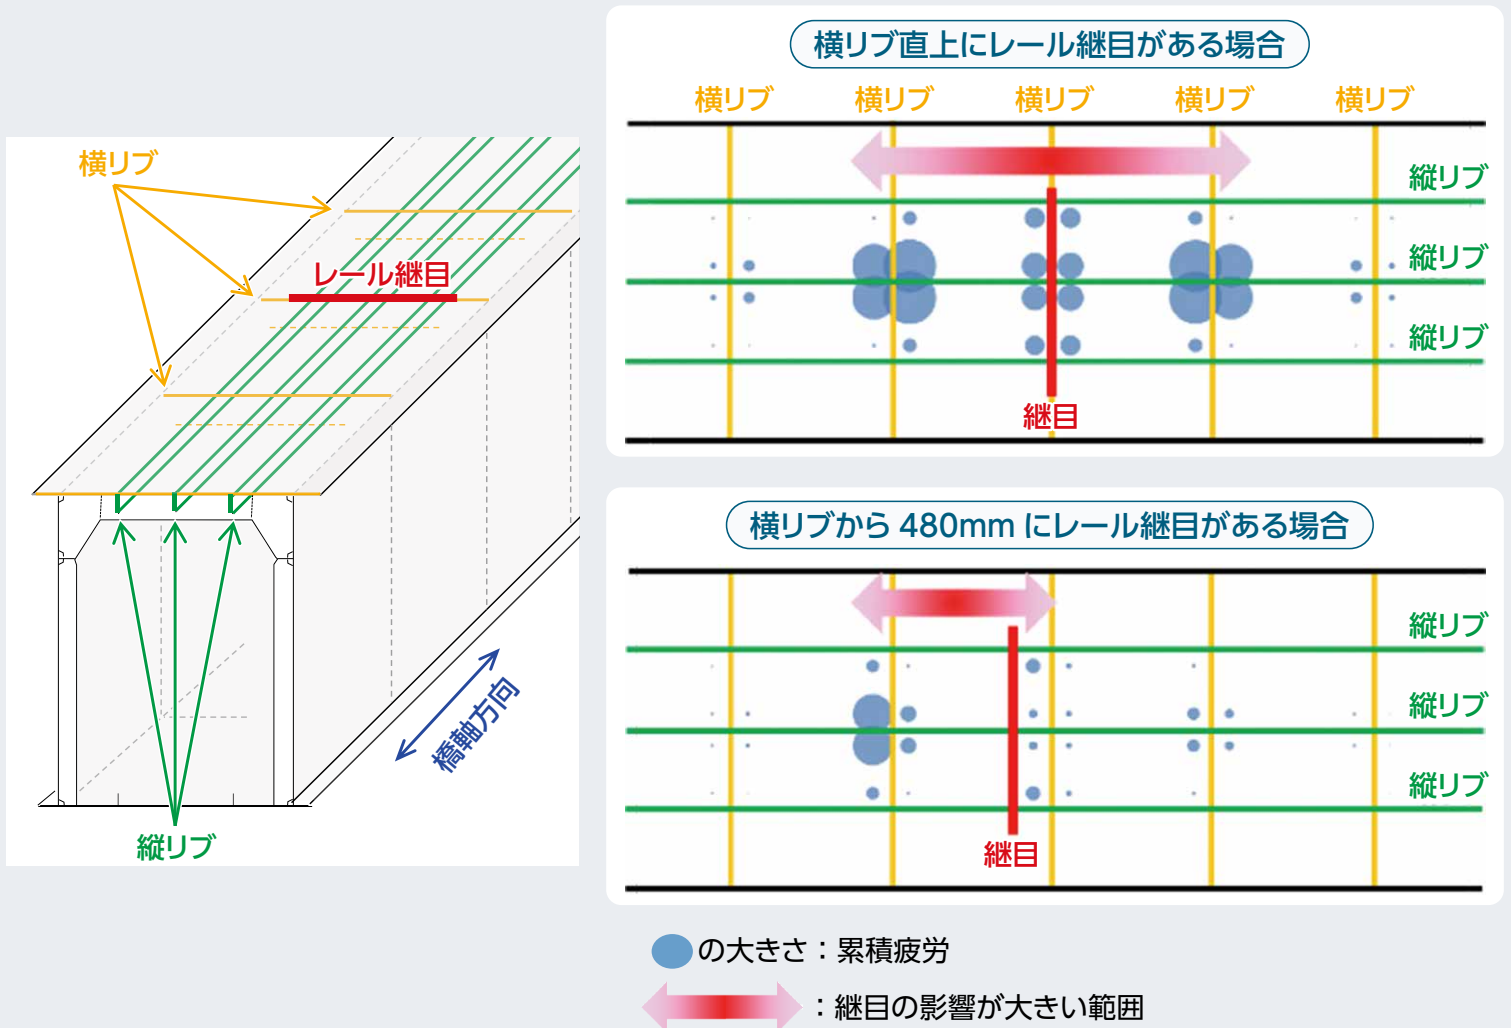 横リブ
レール継目
縦リブ
橋軸方向
横リブ直上にレール継目がある場合
横リブ 横リブ 横リブ 横リブ 横リブ
縦リブ
縦リブ
縦リブ
継目
横リブから 480mm にレール継目がある場合
縦リブ
縦リブ
縦リブ
継目
の大きさ：累積疲労
：継目の影響が大きい範囲